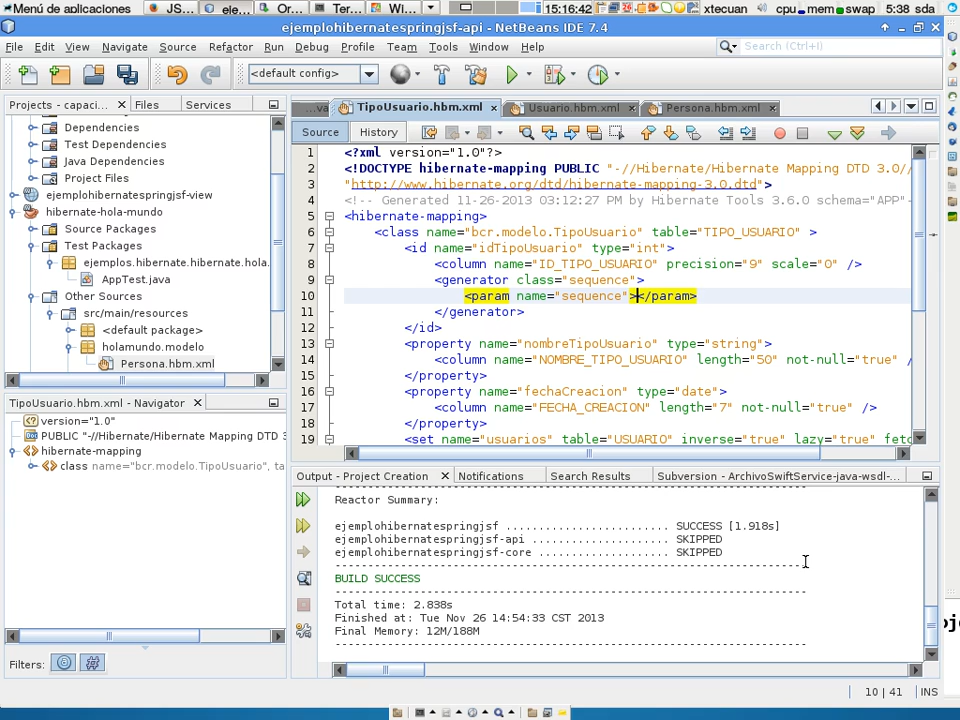 Menú de aplicaciones
JS...
ele...
Or...
Ter...
Wi...
15:16:42
xtecuan
cpu
mem
swap
5:38
sda
ejemplohibernatespringjsf-api - NetBeans IDE 7.4
File Edit View Navigate Source Refactor Run Debug Profile Team Tools Window Help
Search (Ctrl+I)
<default config>
Projects - capaci...
Files
Services
...va
TipoUsuario.hbm.xml
Usuario.hbm.xml
Persona.hbm.xml
Source
History
Dependencies
Test Dependencies
Java Dependencies
Project Files
ejemplohibernatespringjsf-view
hibernate-hola-mundo
Source Packages
Test Packages
ejemplos.hibernate.hibernate.hola.
AppTest.java
Other Sources
src/main/resources
<default package>
holamundo.modelo
Persona.hbm.xml
1 <?xml version="1.0"?>
2 <!DOCTYPE hibernate-mapping PUBLIC "-//Hibernate/Hibernate Mapping DTD 3.0//
3 "http://www.hibernate.org/dtd/hibernate-mapping-3.0.dtd">
4 <!-- Generated 11-26-2013 03:12:27 PM by Hibernate Tools 3.6.0 schema="APP"-
5 <hibernate-mapping>
6 <class name="bcr.modelo.TipoUsuario" table="TIPO_USUARIO" >
7 <id name="idTipoUsuario" type="int">
8 <column name="ID_TIPO_USUARIO" precision="9" scale="0" />
9 <generator class="sequence">
10 <param name="sequence"></param>
11 </generator>
12 </id>
13 <property name="nombreTipoUsuario" type="string">
14 <column name="NOMBRE_TIPO_USUARIO" length="50" not-null="true" /
15 </property>
16 <property name="fechaCreacion" type="date">
17 <column name="FECHA_CREACION" length="7" not-null="true" />
18 </property>
19 <set name="usuarios" table="USUARIO" inverse="true" lazy="true" fetc
TipoUsuario.hbm.xml - Navigator
version="1.0"
PUBLIC "-//Hibernate/Hibernate Mapping DTD 3
hibernate-mapping
class name="bcr.modelo.TipoUsuario", ta
Filters:
Output - Project Creation
Notifications
Search Results
Subversion - ArchivoSwiftService-java-wsdl-...
Reactor Summary:
ejemplohibernatespringjsf ......................... SUCCESS [1.918s]
ejemplohibernatespringjsf-api ..................... SKIPPED
ejemplohibernatespringjsf-core .................... SKIPPED
------------------------------------------------------------------------
BUILD SUCCESS
------------------------------------------------------------------------
Total time: 2.838s
Finished at: Tue Nov 26 14:54:33 CST 2013
Final Memory: 12M/188M
------------------------------------------------------------------------
10 | 41
INS